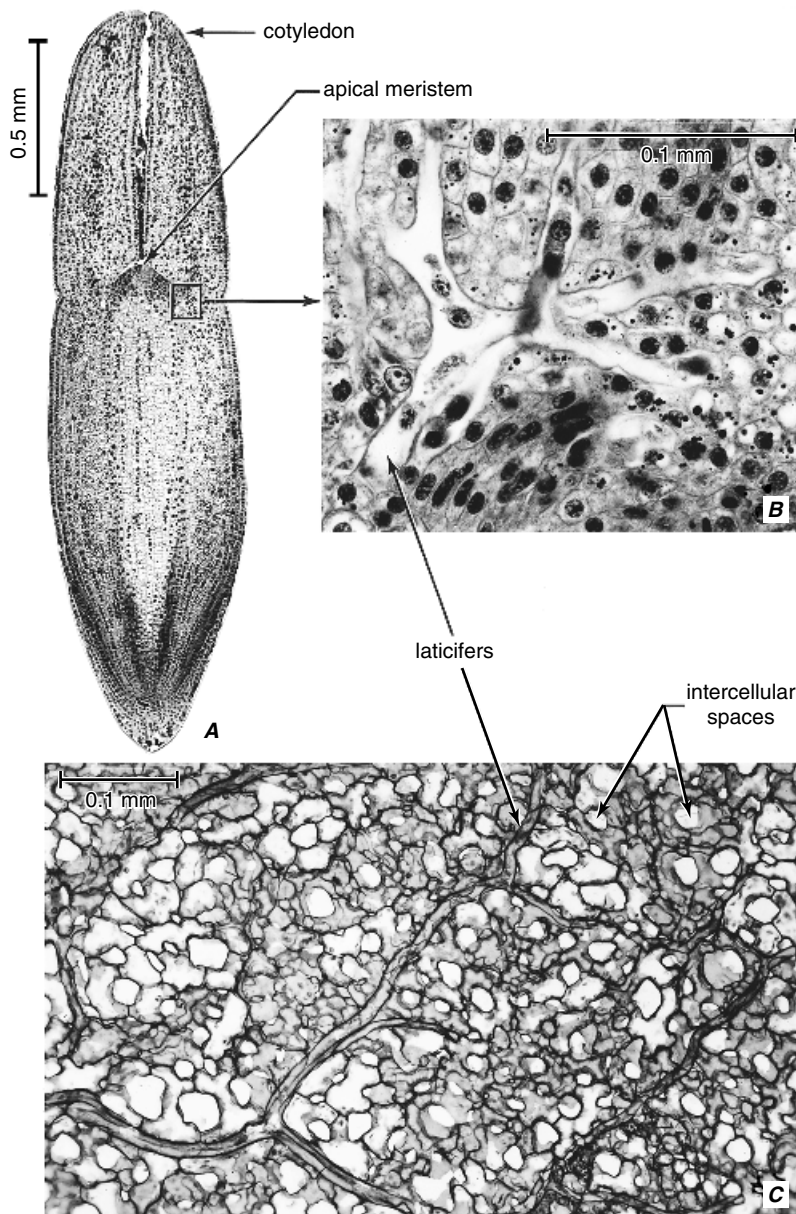 cotyledon
apical meristem
0.5 mm
0.1 mm
B
laticifers
intercellular
spaces
A
0.1 mm
C